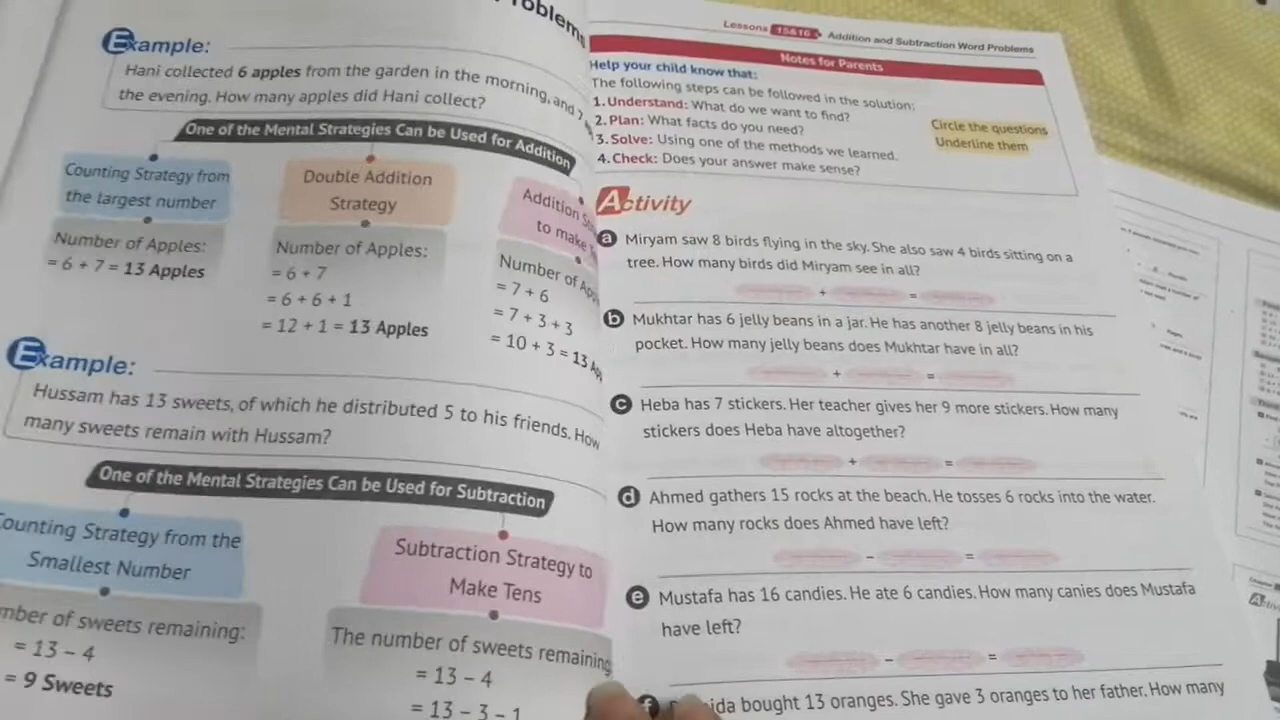 Example:
Hani collected 6 apples from the garden in the morning, and 7
the evening. How many apples did Hani collect?
One of the Mental Strategies Can be Used for Addition
Counting Strategy from
the largest number
Number of Apples:
= 6 + 7 = 13 Apples
Double Addition
Strategy
Number of Apples:
= 6 + 7
= 6 + 6 + 1
= 12 + 1 = 13 Apples
Addition
to make
Number of
= 7 + 6
= 7 + 3 + 3
= 10 + 3 = 13
Example:
Hussam has 13 sweets, of which he distributed 5 to his friends. How
many sweets remain with Hussam?
One of the Mental Strategies Can be Used for Subtraction
Counting Strategy from the
Smallest Number
of sweets remaining:
= 13 – 4
= 9 Sweets
Subtraction Strategy to
Make Tens
The number of sweets remaining
= 13 – 4
= 13 – 3 – 1
Lessons 15&16 Addition and Subtraction Word Problems
Notes for Parents
Help your child know that:
The following steps can be followed in the solution:
1. Understand: What do we want to find?
2. Plan: What facts do you need?
3. Solve: Using one of the methods we learned.
4. Check: Does your answer make sense?
Circle the questions
Underline them
Activity
a Miryam saw 8 birds flying in the sky. She also saw 4 birds sitting on a
tree. How many birds did Miryam see in all?
+ =
b Mukhtar has 6 jelly beans in a jar. He has another 8 jelly beans in his
pocket. How many jelly beans does Mukhtar have in all?
+ =
c Heba has 7 stickers. Her teacher gives her 9 more stickers. How many
stickers does Heba have altogether?
+ =
d Ahmed gathers 15 rocks at the beach. He tosses 6 rocks into the water.
How many rocks does Ahmed have left?
– =
e Mustafa has 16 candies. He ate 6 candies. How many canies does Mustafa
have left?
– =
f bought 13 oranges. She gave 3 oranges to her father. How many